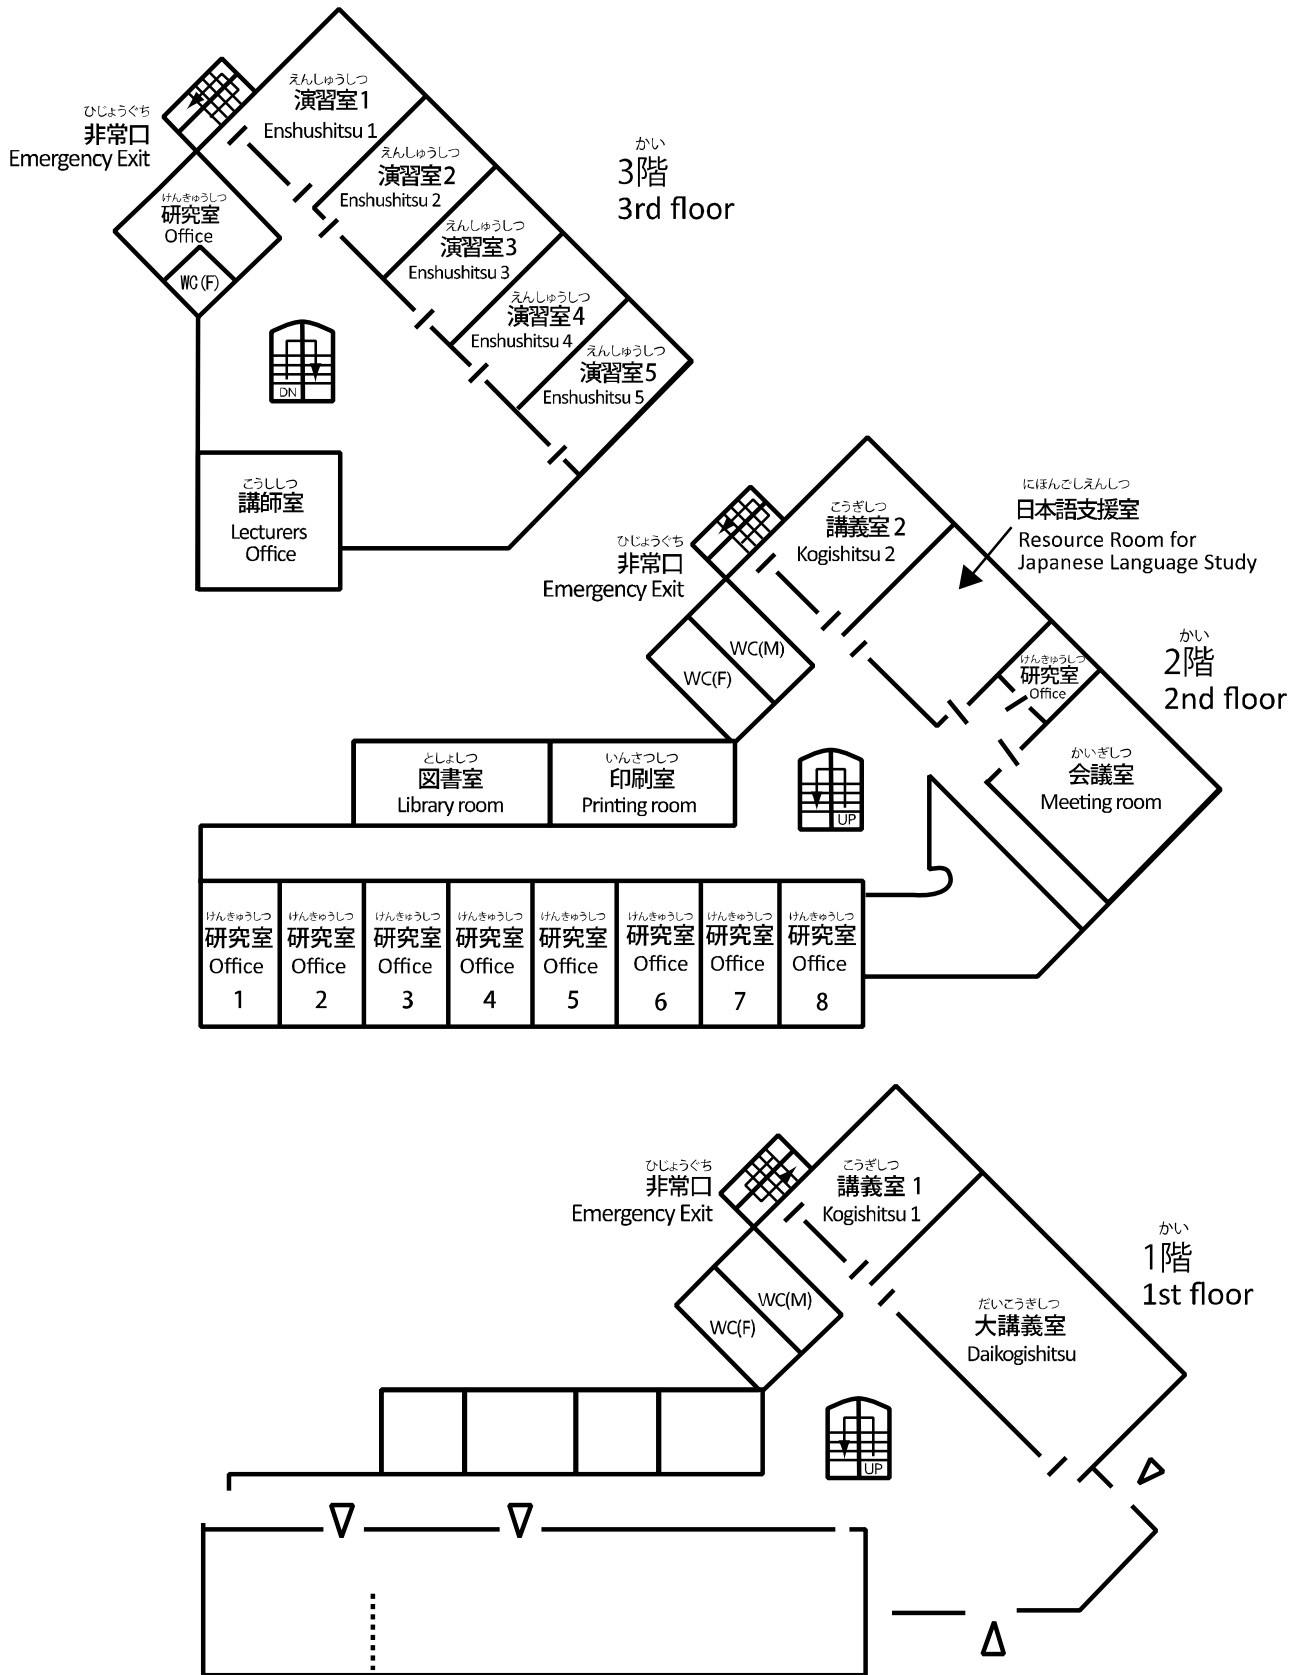 えんしゅうしつ
演習室1
Enshushitsu 1
ひじょうぐち
非常口
Emergency Exit
えんしゅうしつ
演習室2
Enshushitsu 2
かい
3階
3rd floor
けんきゅうしつ
研究室
Office
WC(F)
えんしゅうしつ
演習室3
Enshushitsu 3
えんしゅうしつ
演習室4
Enshushitsu 4
えんしゅうしつ
演習室5
Enshushitsu 5
DN
こうししつ
講師室
Lecturers
Office
こうぎしつ
講義室2
Kogishitsu 2
にほんごしえんしつ
日本語支援室
Resource Room for
Japanese Language Study
ひじょうぐち
非常口
Emergency Exit
WC(M)
WC(F)
けんきゅうしつ
研究室
Office
かい
2階
2nd floor
としょしつ
図書室
Library room
いんさつしつ
印刷室
Printing room
UP
かいぎしつ
会議室
Meeting room
けんきゅうしつ
研究室
Office
1
けんきゅうしつ
研究室
Office
2
けんきゅうしつ
研究室
Office
3
けんきゅうしつ
研究室
Office
4
けんきゅうしつ
研究室
Office
5
けんきゅうしつ
研究室
Office
6
けんきゅうしつ
研究室
Office
7
けんきゅうしつ
研究室
Office
8
ひじょうぐち
非常口
Emergency Exit
こうぎしつ
講義室1
Kogishitsu 1
かい
1階
1st floor
WC(M)
WC(F)
だいこうぎしつ
大講義室
Daikogishitsu
UP